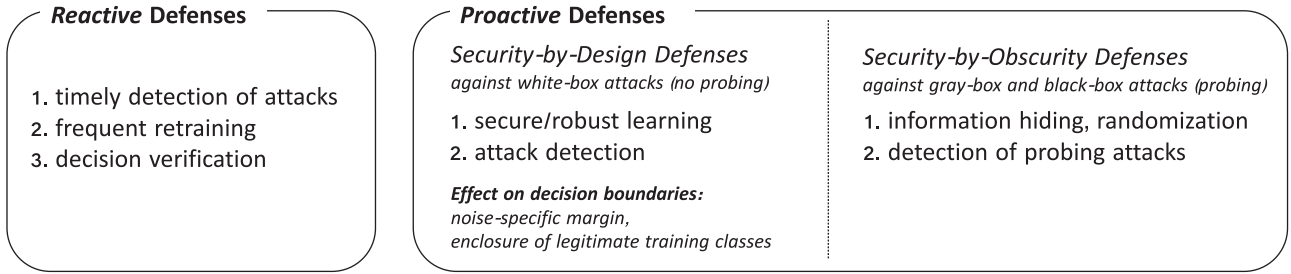 Reactive Defenses
1. timely detection of attacks
2. frequent retraining
3. decision verification
Proactive Defenses
Security-by-Design Defenses
against white-box attacks (no probing)
1. secure/robust learning
2. attack detection
Effect on decision boundaries:
noise-specific margin,
enclosure of legitimate training classes
Security-by-Obscurity Defenses
against gray-box and black-box attacks (probing)
1. information hiding, randomization
2. detection of probing attacks